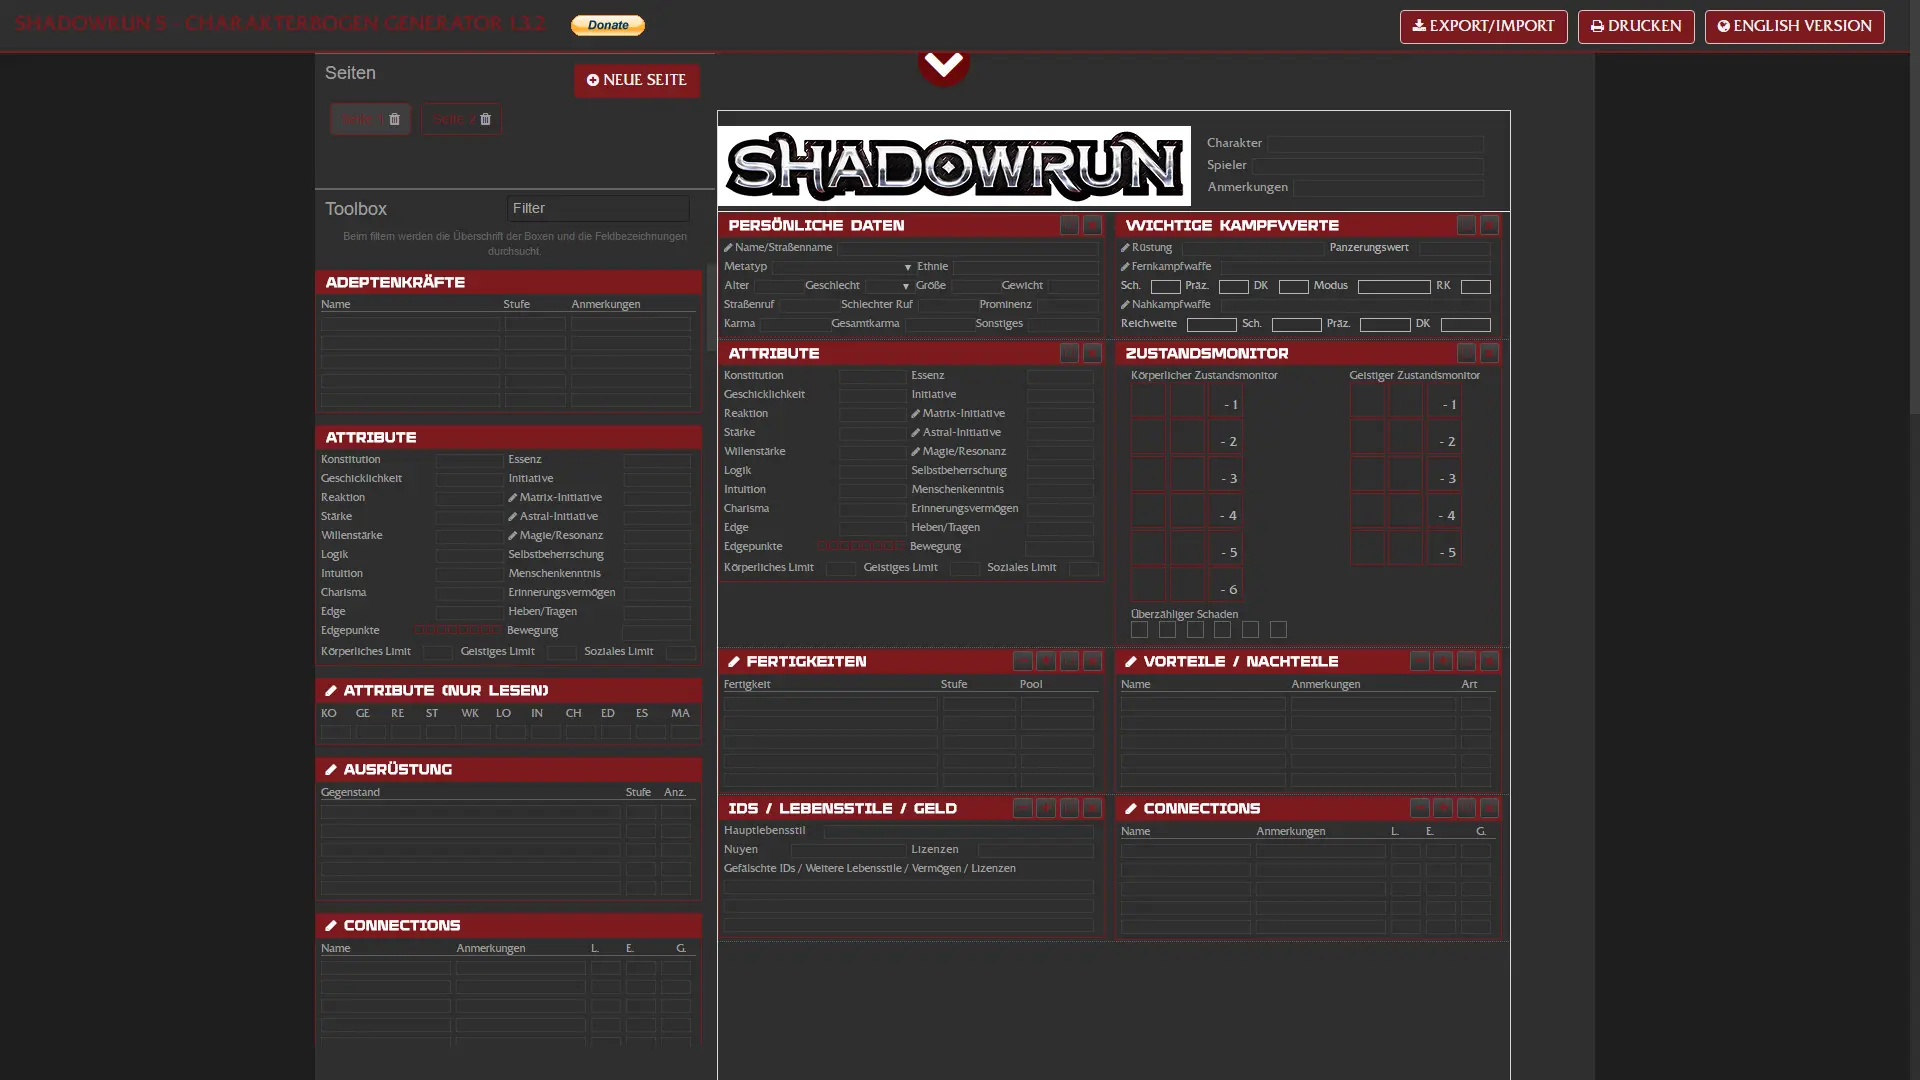 SHADOWRUN 5 - CHARAKTERBOGEN GENERATOR 1.3.2
Donate
EXPORT/IMPORT
DRUCKEN
ENGLISH VERSION
Seiten
NEUE SEITE
Seite 1
Seite 2
Toolbox
Filter
Beim filtern werden die Überschrift der Boxen und die Feldbezeichnungen
durchsucht.
ADEPTENKRÄFTE
Name Stufe Anmerkungen
ATTRIBUTE
Konstitution Essenz
Geschicklichkeit Initiative
Reaktion Matrix-Initiative
Stärke Astral-Initiative
Willenstärke Magie/Resonanz
Logik Selbstbeherrschung
Intuition Menschenkenntnis
Charisma Erinnerungsvermögen
Edge Heben/Tragen
Edgepunkte Bewegung
Körperliches Limit Geistiges Limit Soziales Limit
ATTRIBUTE (NUR LESEN)
KO GE RE ST WK LO IN CH ED ES MA
AUSRÜSTUNG
Gegenstand Stufe Anz.
CONNECTIONS
Name Anmerkungen L. E. G.
SHADOWRUN
Charakter
Spieler
Anmerkungen
PERSÖNLICHE DATEN
Name/Straßenname
Metatyp Ethnie
Alter Geschlecht Größe Gewicht
Straßenruf Schlechter Ruf Prominenz
Karma Gesamtkarma Sonstiges
WICHTIGE KAMPFWERTE
Rüstung Panzerungswert
Fernkampfwaffe
Sch. Präz. DK Modus RK
Nahkampfwaffe
Reichweite Sch. Präz. DK
ATTRIBUTE
Konstitution Essenz
Geschicklichkeit Initiative
Reaktion Matrix-Initiative
Stärke Astral-Initiative
Willenstärke Magie/Resonanz
Logik Selbstbeherrschung
Intuition Menschenkenntnis
Charisma Erinnerungsvermögen
Edge Heben/Tragen
Edgepunkte Bewegung
Körperliches Limit Geistiges Limit Soziales Limit
ZUSTANDSMONITOR
Körperlicher Zustandsmonitor Geistiger Zustandsmonitor
- 1 - 1
- 2 - 2
- 3 - 3
- 4 - 4
- 5 - 5
- 6
Überzähliger Schaden
FERTIGKEITEN
Fertigkeit Stufe Pool
VORTEILE / NACHTEILE
Name Anmerkungen Art
IDS / LEBENSSTILE / GELD
Hauptlebensstil
Nuyen Lizenzen
Gefälschte IDs / Weitere Lebensstile / Vermögen / Lizenzen
CONNECTIONS
Name Anmerkungen L. E. G.